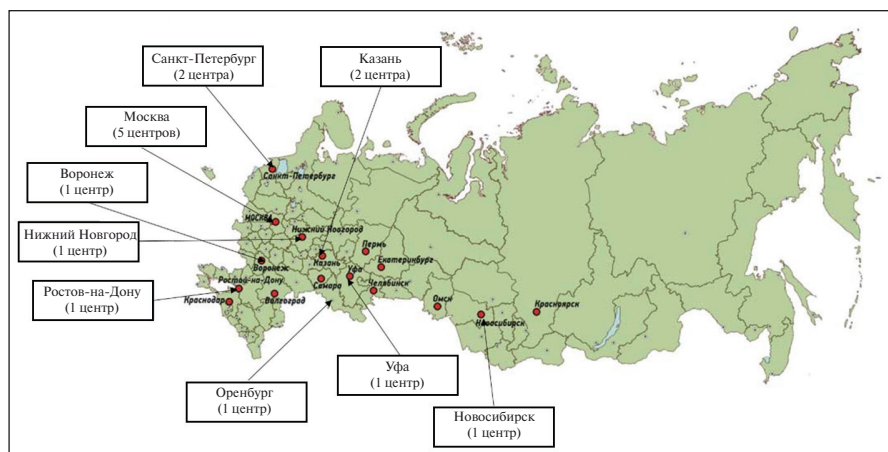 Санкт-Петербург
(2 центра)
Казань
(2 центра)
Москва
(5 центров)
Воронеж
(1 центр)
Нижний Новгород
(1 центр)
Ростов-на-Дону
(1 центр)
Оренбург
(1 центр)
Уфа
(1 центр)
Новосибирск
(1 центр)
Санкт-Петербург
МОСКВА
Нижний-Новгород
Пермь
Казань
Екатеринбург
Воронеж
Уфа
Ростов-на-Дону
Самара
Челябинск
Краснодар
Волгоград
Омск
Красноярск
Новосибирск